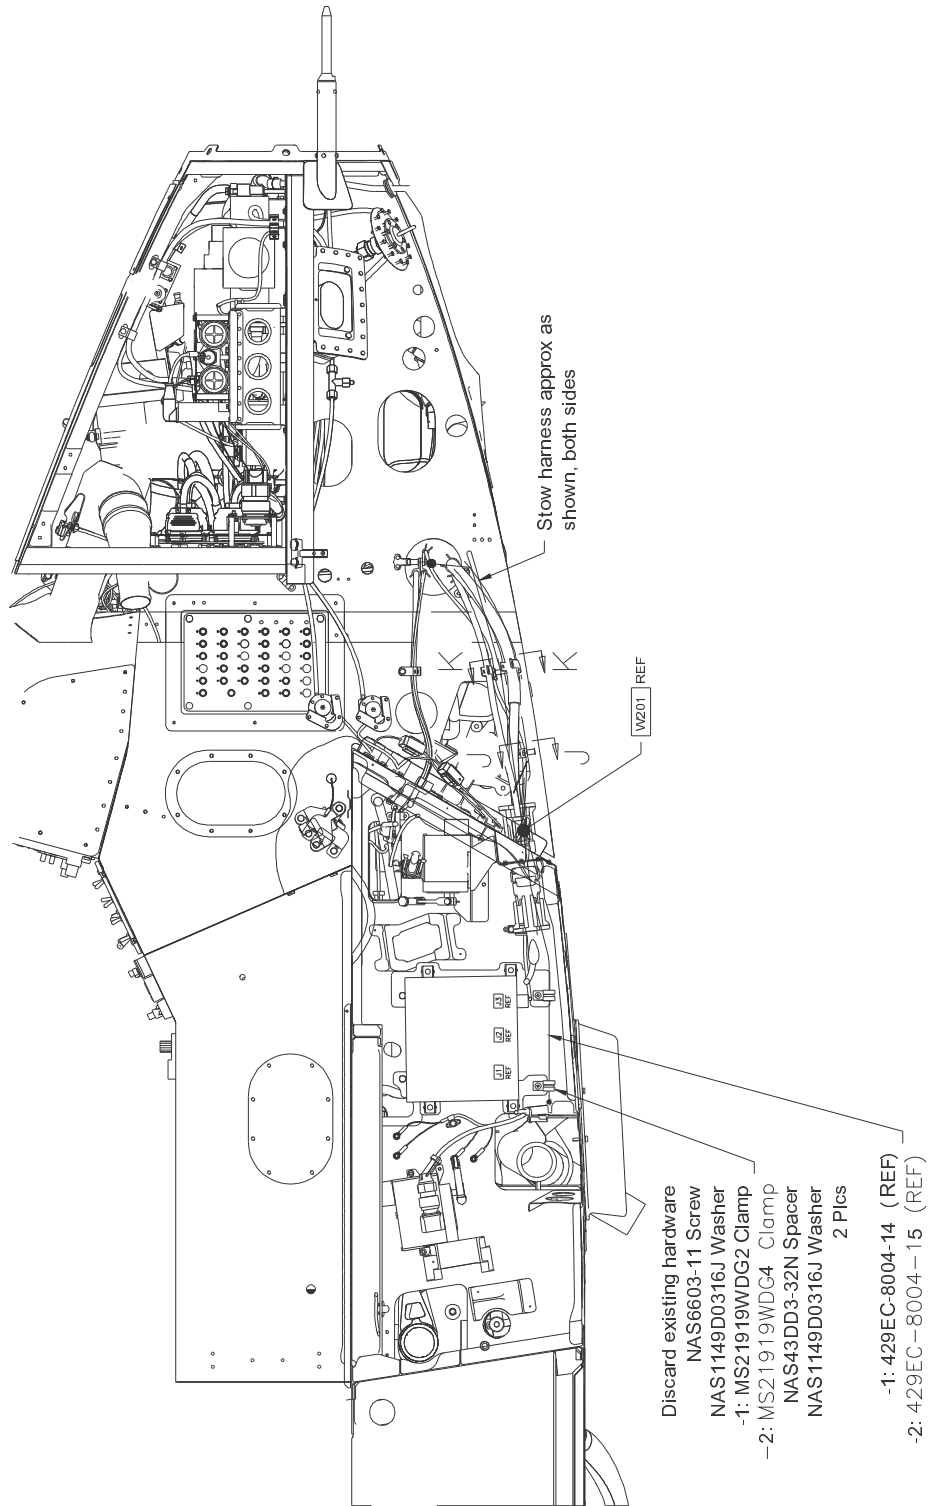 Stow harness approx as
shown, both sides
K
K
J
J
W201 REF
J3
REF
J2
REF
J1
REF
Discard existing hardware
NAS6603-11 Screw
NAS1149D0316J Washer
-1: MS21919WDG2 Clamp
-2: MS21919WDG4 Clamp
NAS43DD3-32N Spacer
NAS1149D0316J Washer
2 Plcs
-1: 429EC-8004-14 (REF)
-2: 429EC-8004-15 (REF)